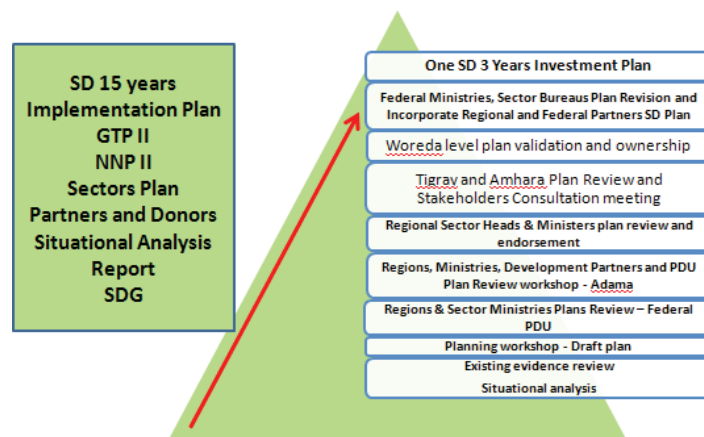 SD 15 years
Implementation Plan
GTP II
NNP II
Sectors Plan
Partners and Donors
Situational Analysis
Report
SDG
One SD 3 Years Investment Plan
Federal Ministries, Sector Bureaus Plan Revision and
Incorporate Regional and Federal Partners SD Plan
Woreda level plan validation and ownership
Tigray and Amhara Plan Review and
Stakeholders Consultation meeting
Regional Sector Heads & Ministers plan review and
endorsement
Regions, Ministries, Development Partners and PDU
Plan Review workshop - Adama
Regions & Sector Ministries Plans Review – Federal
PDU
Planning workshop - Draft plan
Existing evidence review
Situational analysis